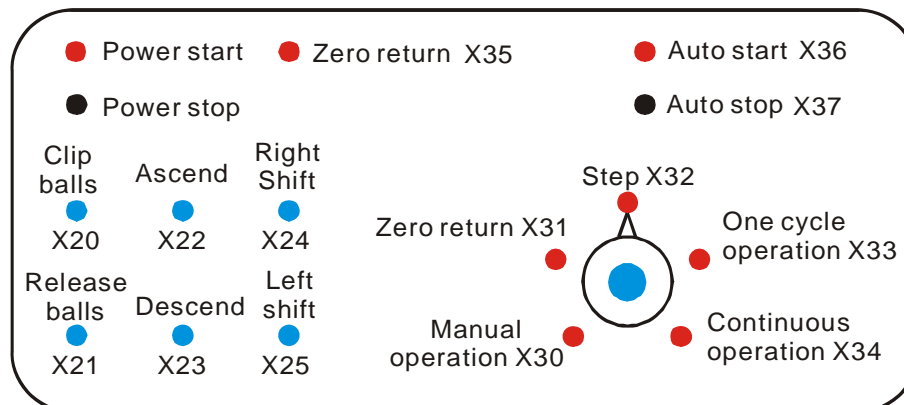 Power start
Zero return X35
Auto start X36
Power stop
Auto stop X37
Clip
balls
X20
Ascend
X22
Right
Shift
X24
Step X32
Zero return X31
One cycle
operation X33
Release
balls
X21
Descend
X23
Left
shift
X25
Manual
operation X30
Continuous
operation X34